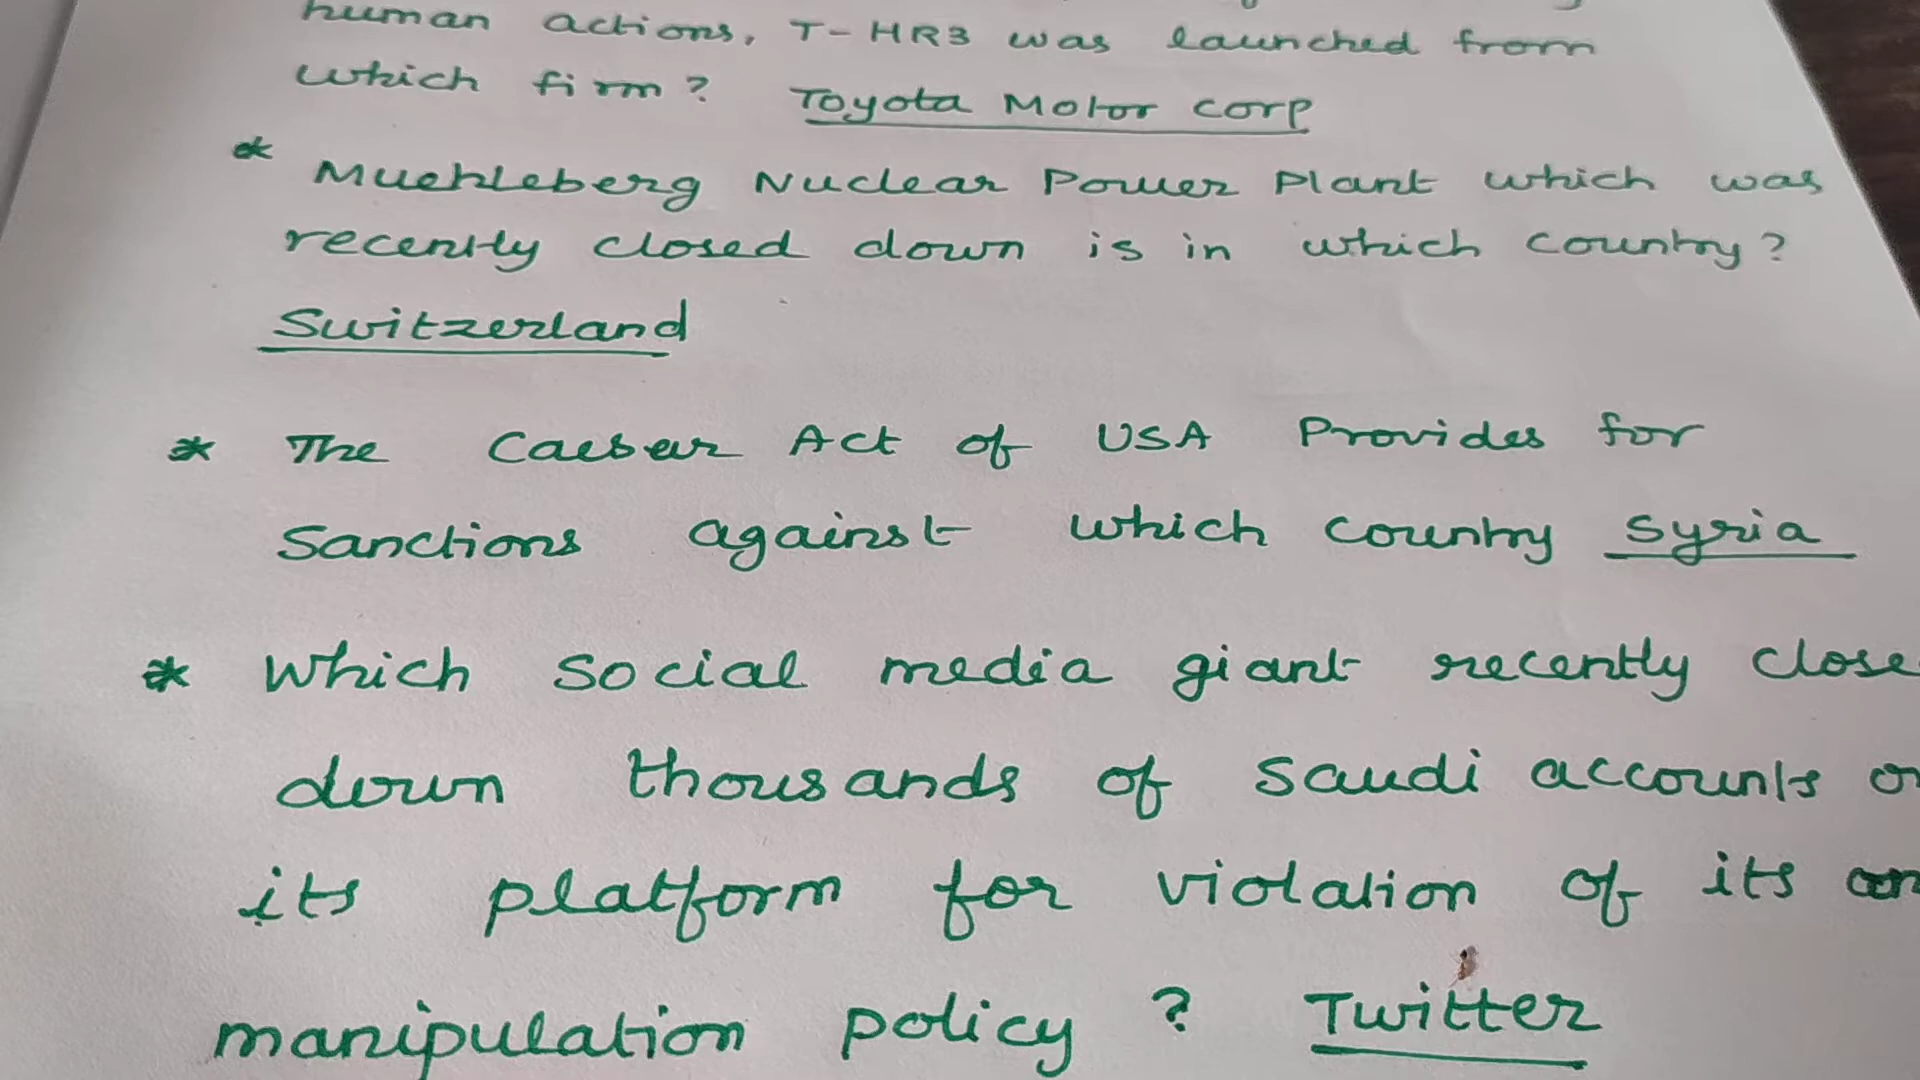 human actions, T-HR3 was launched from
which firm? Toyota Motor Corp
* Muehleberg Nuclear Power Plant which was
recently closed down is in which country?
Switzerland
* The Caesar Act of USA Provides for
Sanctions against which country Syria
* Which social media giant recently close
down thousands of Saudi accounts on
its platform for violation of its
manipulation policy? Twitter